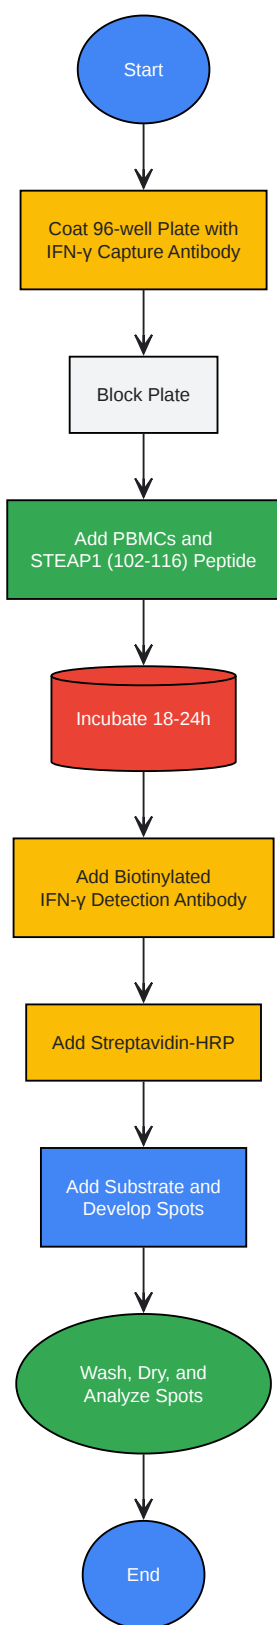 Start
Coat 96-well Plate with
IFN-γ Capture Antibody
Block Plate
Add PBMCs and
STEAP1 (102-116) Peptide
Incubate 18-24h
Add Biotinylated
IFN-γ Detection Antibody
Add Streptavidin-HRP
Add Substrate and
Develop Spots
Wash, Dry, and
Analyze Spots
End